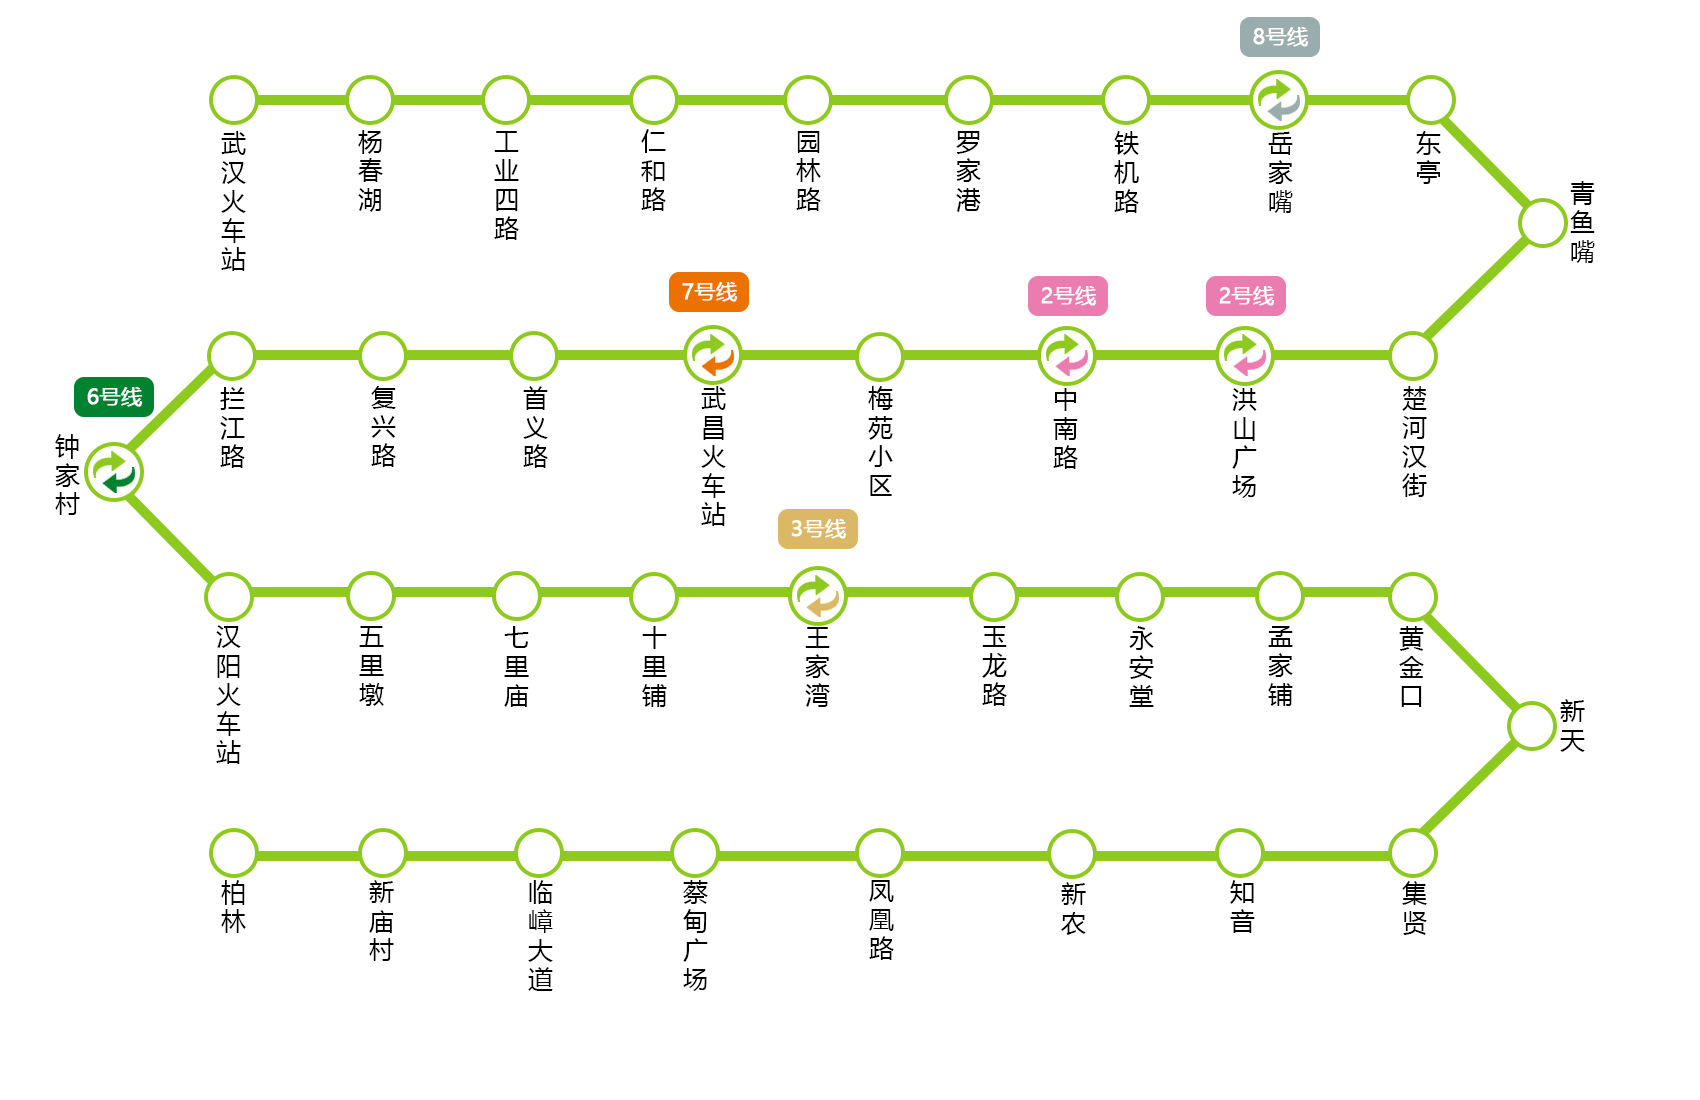 8号线
武汉火车站
杨春湖
工业四路
仁和路
园林路
罗家港
铁机路
岳家嘴
东亭
青鱼嘴
7号线
2号线
2号线
拦江路
复兴路
首义路
武昌火车站
梅苑小区
中南路
洪山广场
楚河汉街
6号线
钟家村
3号线
汉阳火车站
五里墩
七里庙
十里铺
王家湾
玉龙路
永安堂
孟家铺
黄金口
新天
柏林
新庙村
临嶂大道
蔡甸广场
凤凰路
新农
知音
集贤